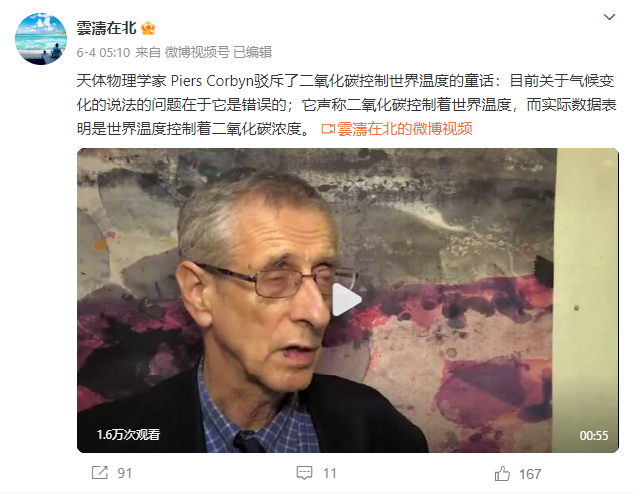 雲濤在北
6-4 05:10 来自 微博视频号 已编辑
天体物理学家 Piers Corbyn驳斥了二氧化碳控制世界温度的童话：目前关于气候变
化的说法的问题在于它是错误的；它声称二氧化碳控制着世界温度，而实际数据表
明是世界温度控制着二氧化碳浓度。 雲濤在北的微博视频
1.6万次观看
00:55
91
11
167